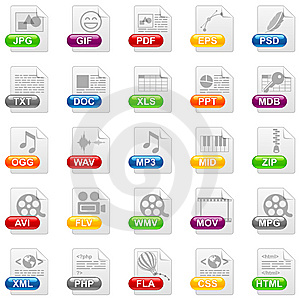 JPG GIF PDF EPS PSD
TXT DOC XLS PPT MDB
OGG WAV MP3 MID ZIP
AVI FLV WMV MOV MPG
<?php
XML PHP FLA CSS HTML